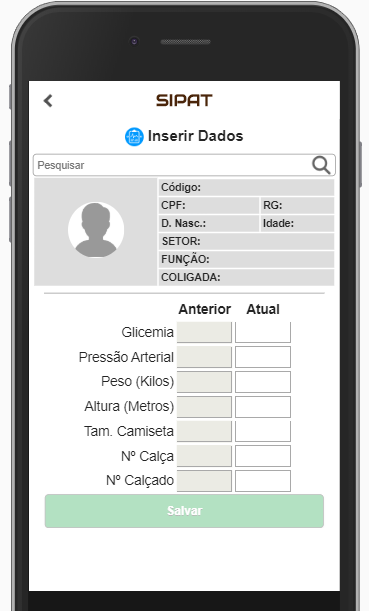 SIPAT
Inserir Dados
Pesquisar
Código:
CPF: RG:
D. Nasc.: Idade:
SETOR:
FUNÇÃO:
COLIGADA:
Anterior Atual
Glicemia
Pressão Arterial
Peso (Kilos)
Altura (Metros)
Tam. Camiseta
Nº Calça
Nº Calçado
Salvar